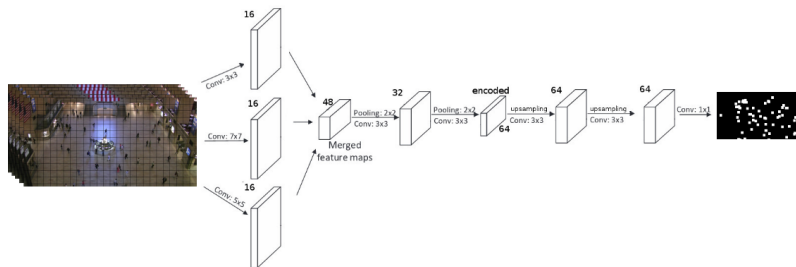 16
Conv: 3x3
16
Conv: 7x7
16
Conv: 5x5
48
Merged
feature maps
Pooling: 2x2
Conv: 3x3
32
Pooling: 2x2
Conv: 3x3
encoded
64
upsampling
Conv: 3x3
64
upsampling
Conv: 3x3
64
Conv: 1x1